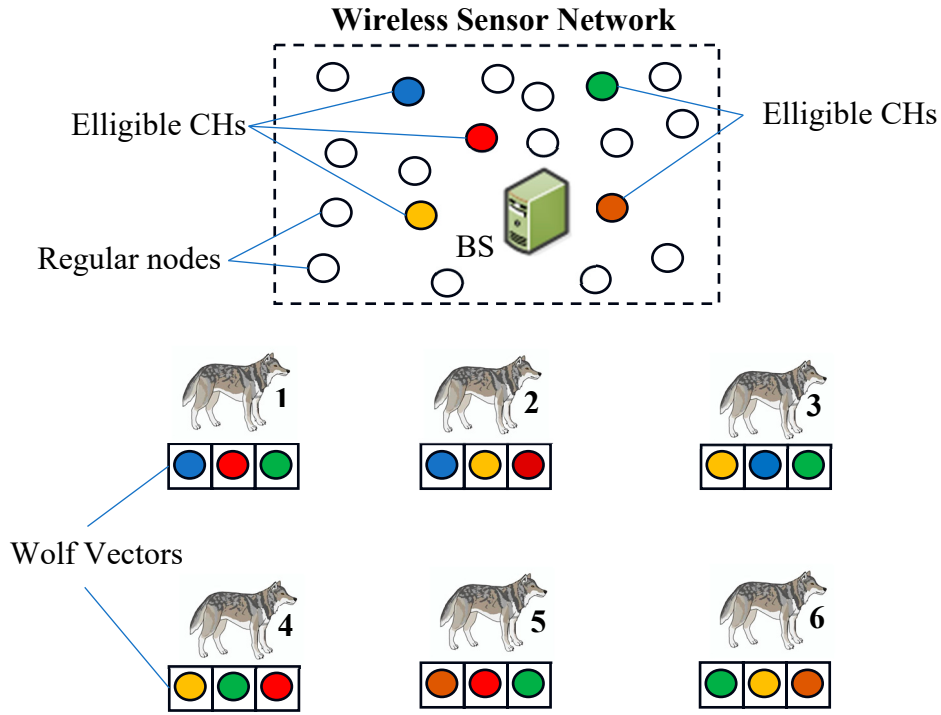 Wireless Sensor Network
Elligible CHs
Elligible CHs
BS
Regular nodes
1
2
3
Wolf Vectors
4
5
6